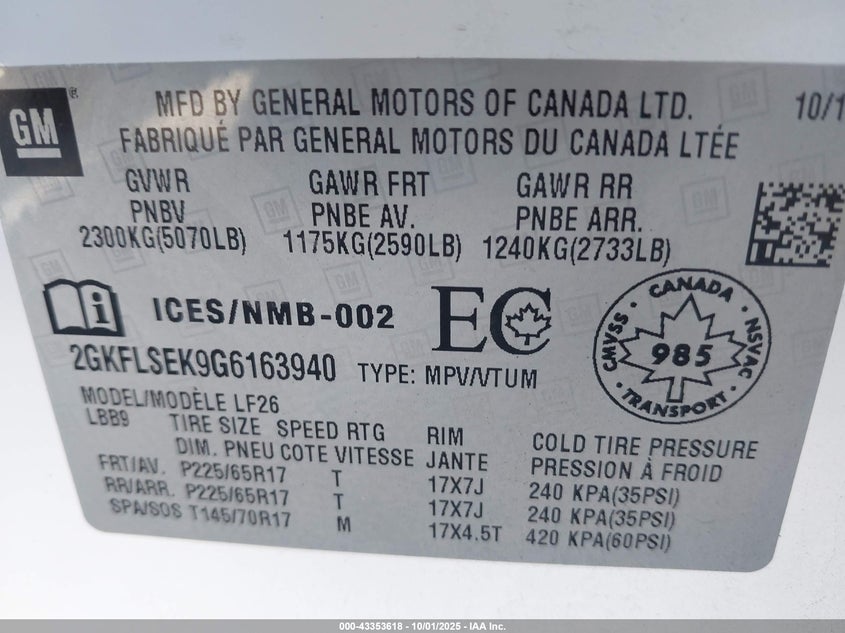 GM
MFD BY GENERAL MOTORS OF CANADA LTD. 10/1
FABRIQUÉ PAR GENERAL MOTORS DU CANADA LTÉE
GVWR GAWR FRT GAWR RR
PNBV PNBE AV. PNBE ARR.
2300KG(5070LB) 1175KG(2590LB) 1240KG(2733LB)
ICES/NMB-002 EC
CANADA CMVSS 985 NSVAC TRANSPORT
2GKFLSEK9G6163940 TYPE: MPV/VTUM
MODEL/MODÈLE LF26
LBB9 TIRE SIZE SPEED RTG RIM COLD TIRE PRESSURE
DIM. PNEU COTE VITESSE JANTE PRESSION À FROID
FRT/AV. P225/65R17 T 17X7J 240 KPA(35PSI)
RR/ARR. P225/65R17 T 17X7J 240 KPA(35PSI)
SPA/SOS T145/70R17 M 17X4.5T 420 KPA(60PSI)
000-43353618 - 10/01/2025 - IAA Inc.